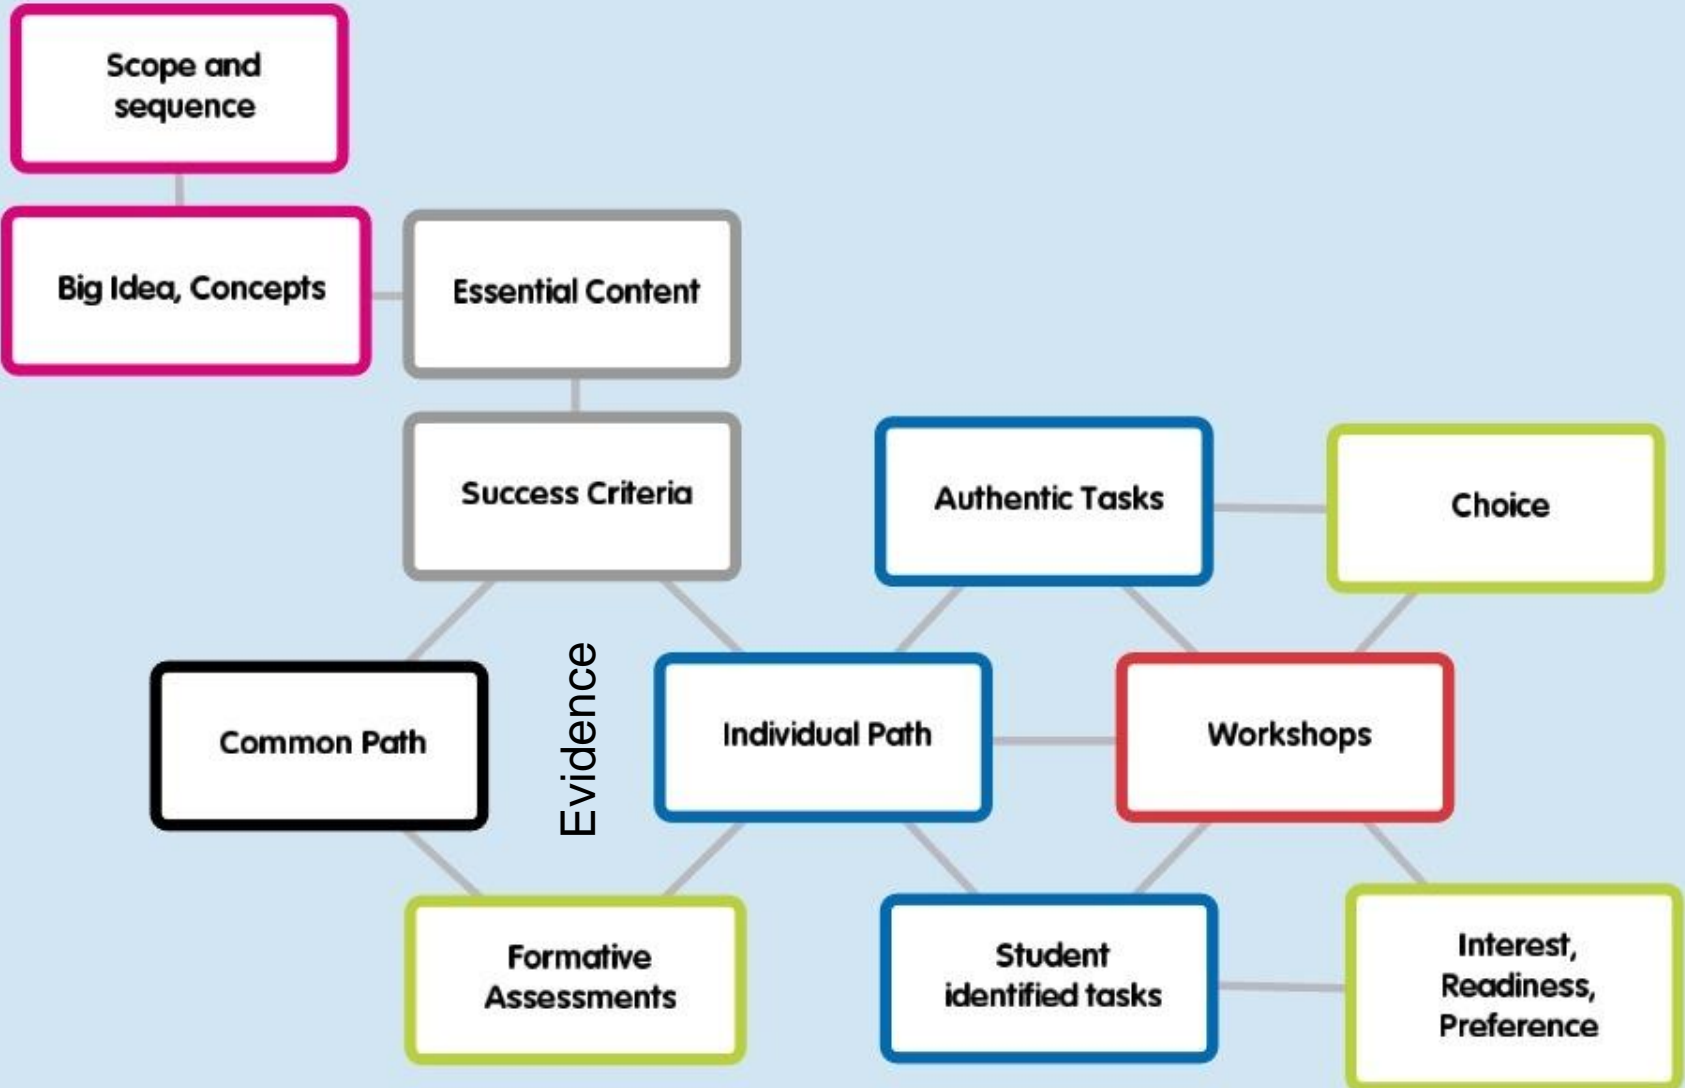 Scope and
sequence
Big Idea, Concepts
Essential Content
Success Criteria
Authentic Tasks
Choice
Common Path
Evidence
Individual Path
Workshops
Formative
Assessments
Student
identified tasks
Interest,
Readiness,
Preference